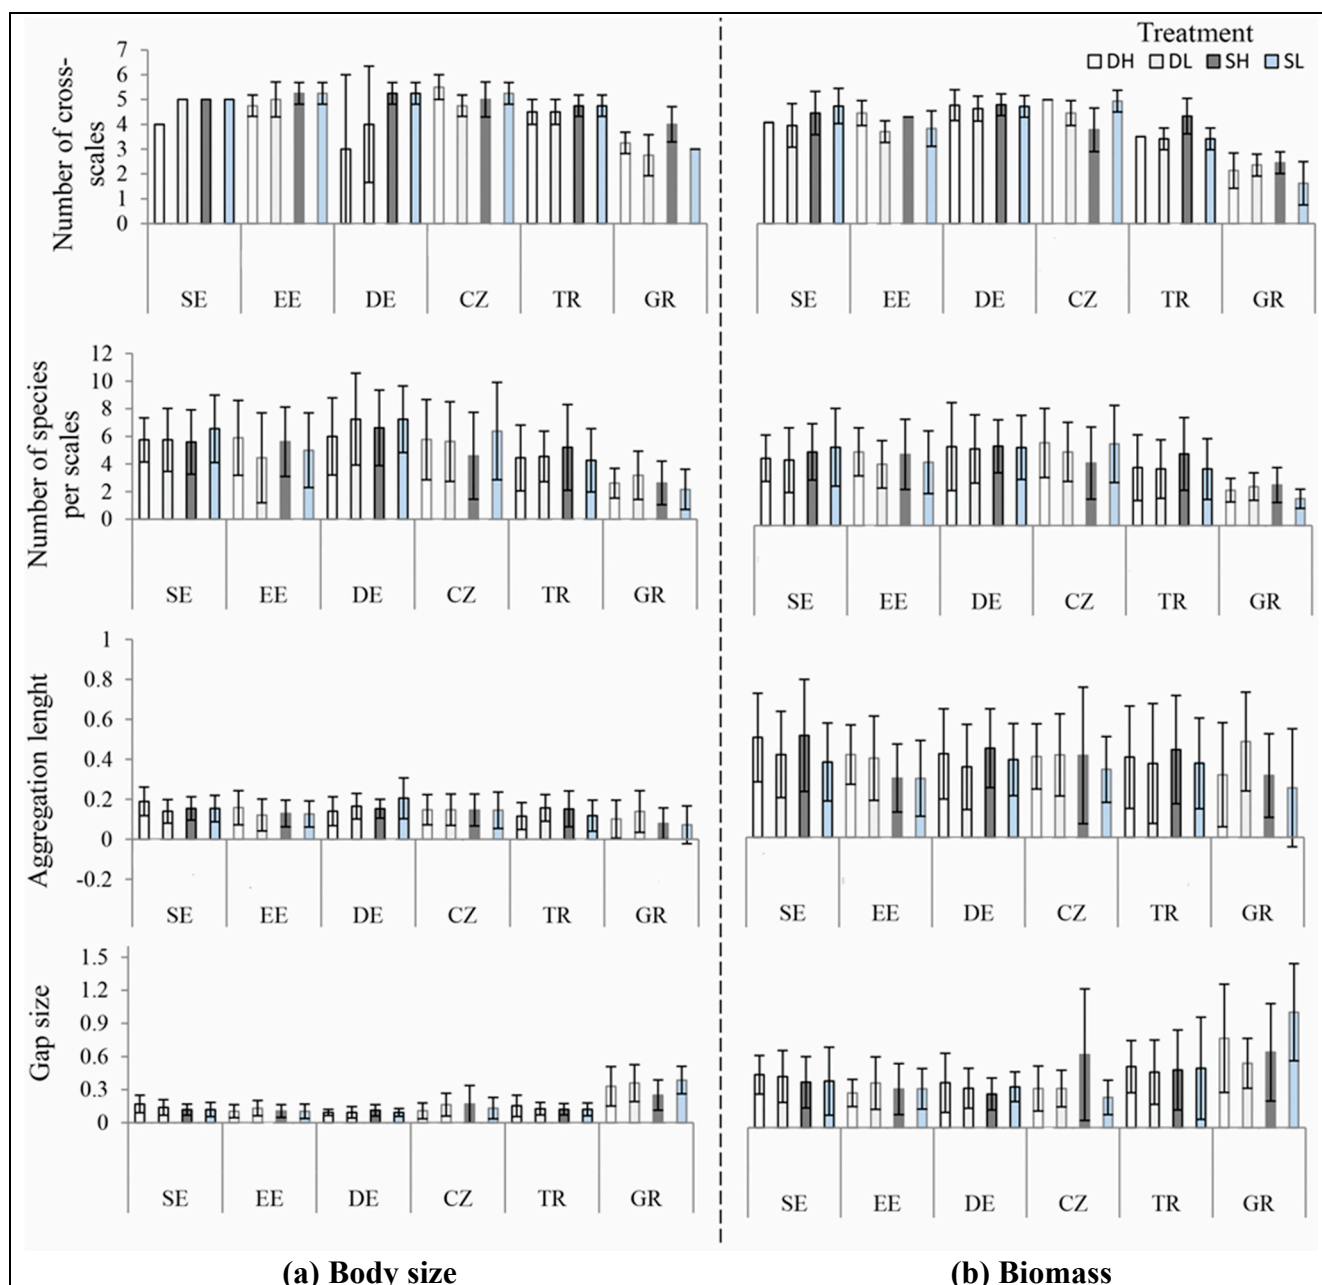 Treatment
DH DL SH SL
Number of cross-
scales
7
6
5
4
3
2
1
0
SE EE DE CZ TR GR
SE EE DE CZ TR GR
Number of species
per scales
12
10
8
6
4
2
0
SE EE DE CZ TR GR
SE EE DE CZ TR GR
Aggregation lenght
1
0.8
0.6
0.4
0.2
0
-0.2
SE EE DE CZ TR GR
SE EE DE CZ TR GR
Gap size
1.5
1.2
0.9
0.6
0.3
0
SE EE DE CZ TR GR
SE EE DE CZ TR GR
(a) Body size
(b) Biomass